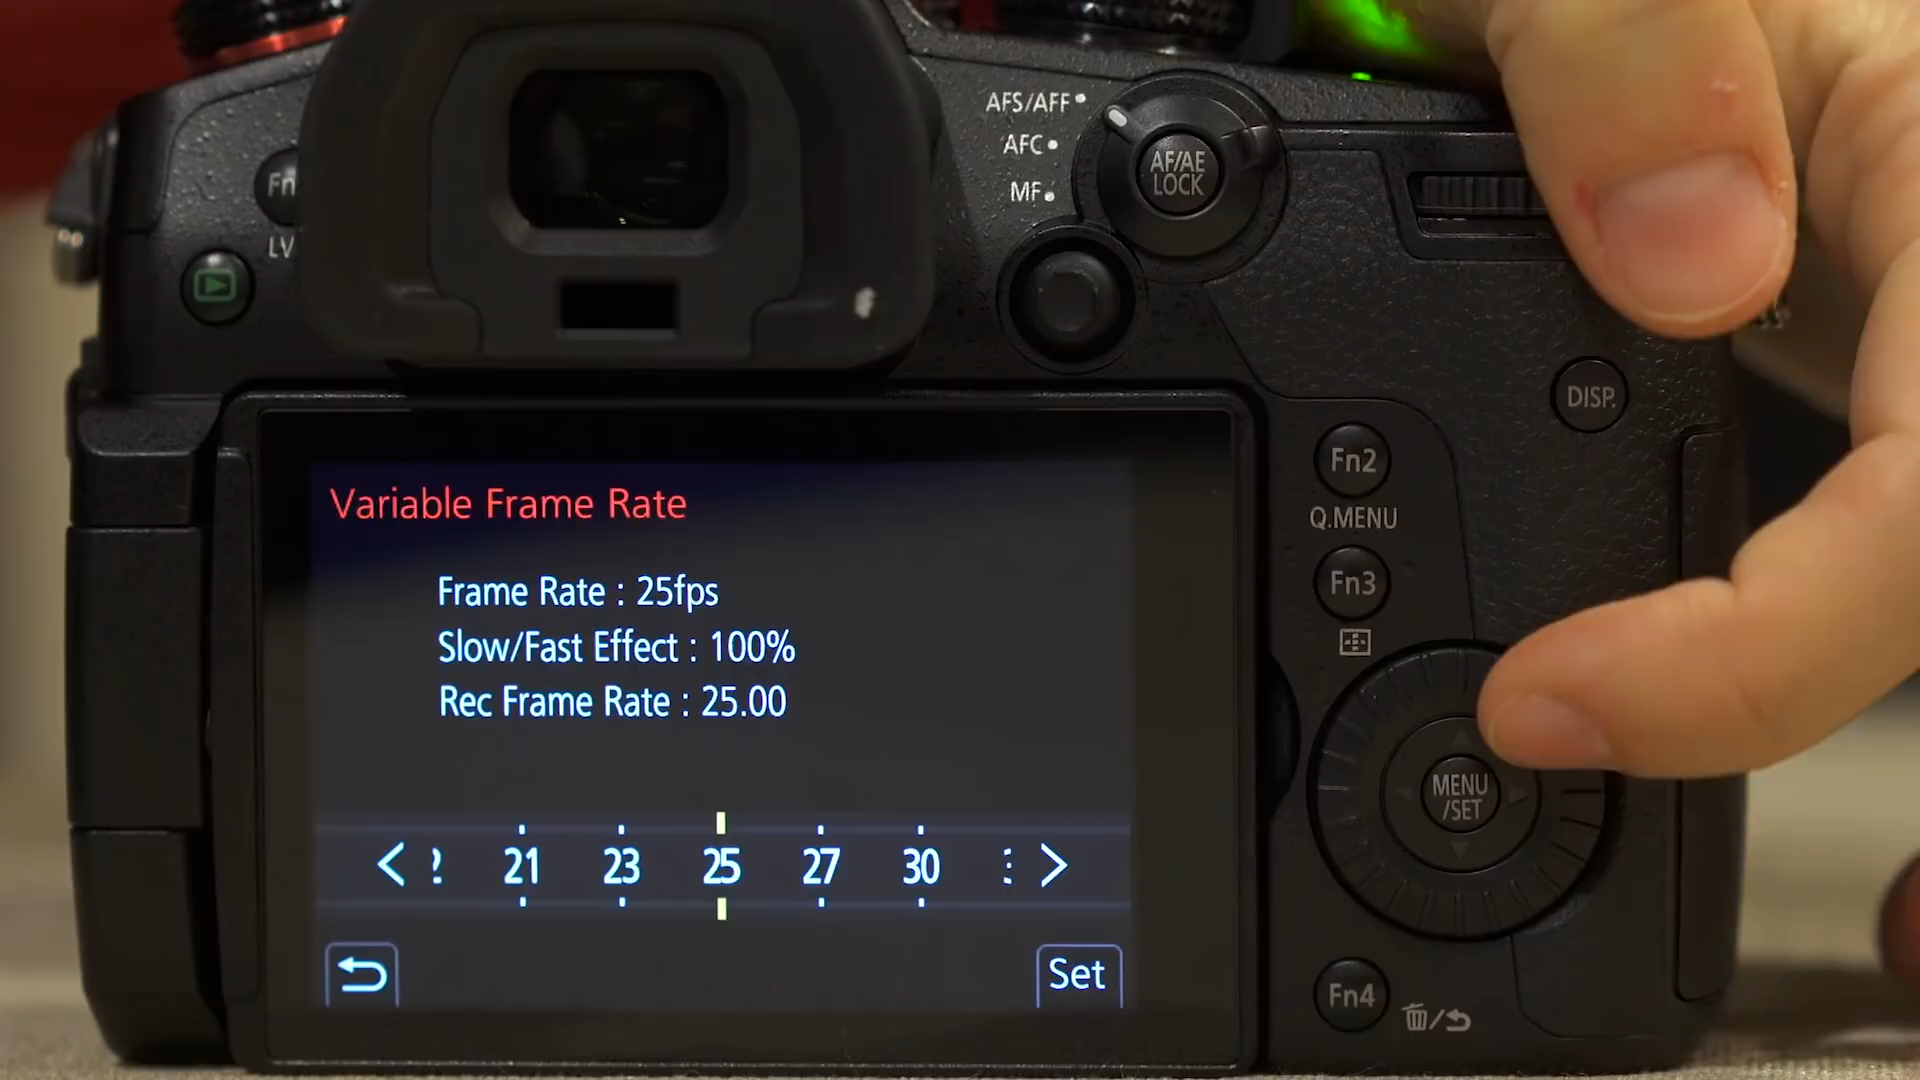 AFS/AFF
AFC
MF
AF/AE
LOCK
Fn
LV
DISP.
Fn2
Q.MENU
Fn3
Variable Frame Rate
Frame Rate : 25fps
Slow/Fast Effect : 100%
Rec Frame Rate : 25.00
21 23 25 27 30
Set
MENU
/SET
Fn4